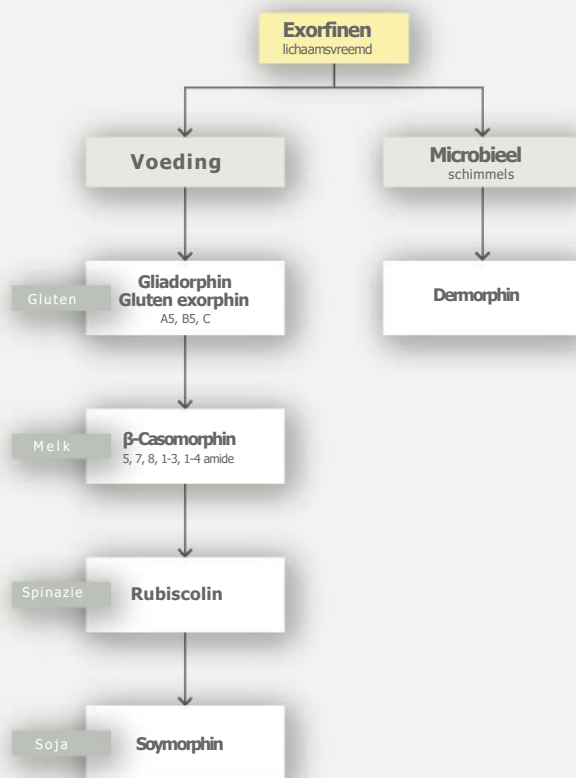 Exorfinen
lichaamsvreemd
Voeding
Microbieel
schimmels
Gluten
Gliadorphin
Gluten exorphin
A5, B5, C
Dermorphin
Melk
β-Casomorphin
5, 7, 8, 1-3, 1-4 amide
Spinazie
Rubiscolin
Soja
Soymorphin